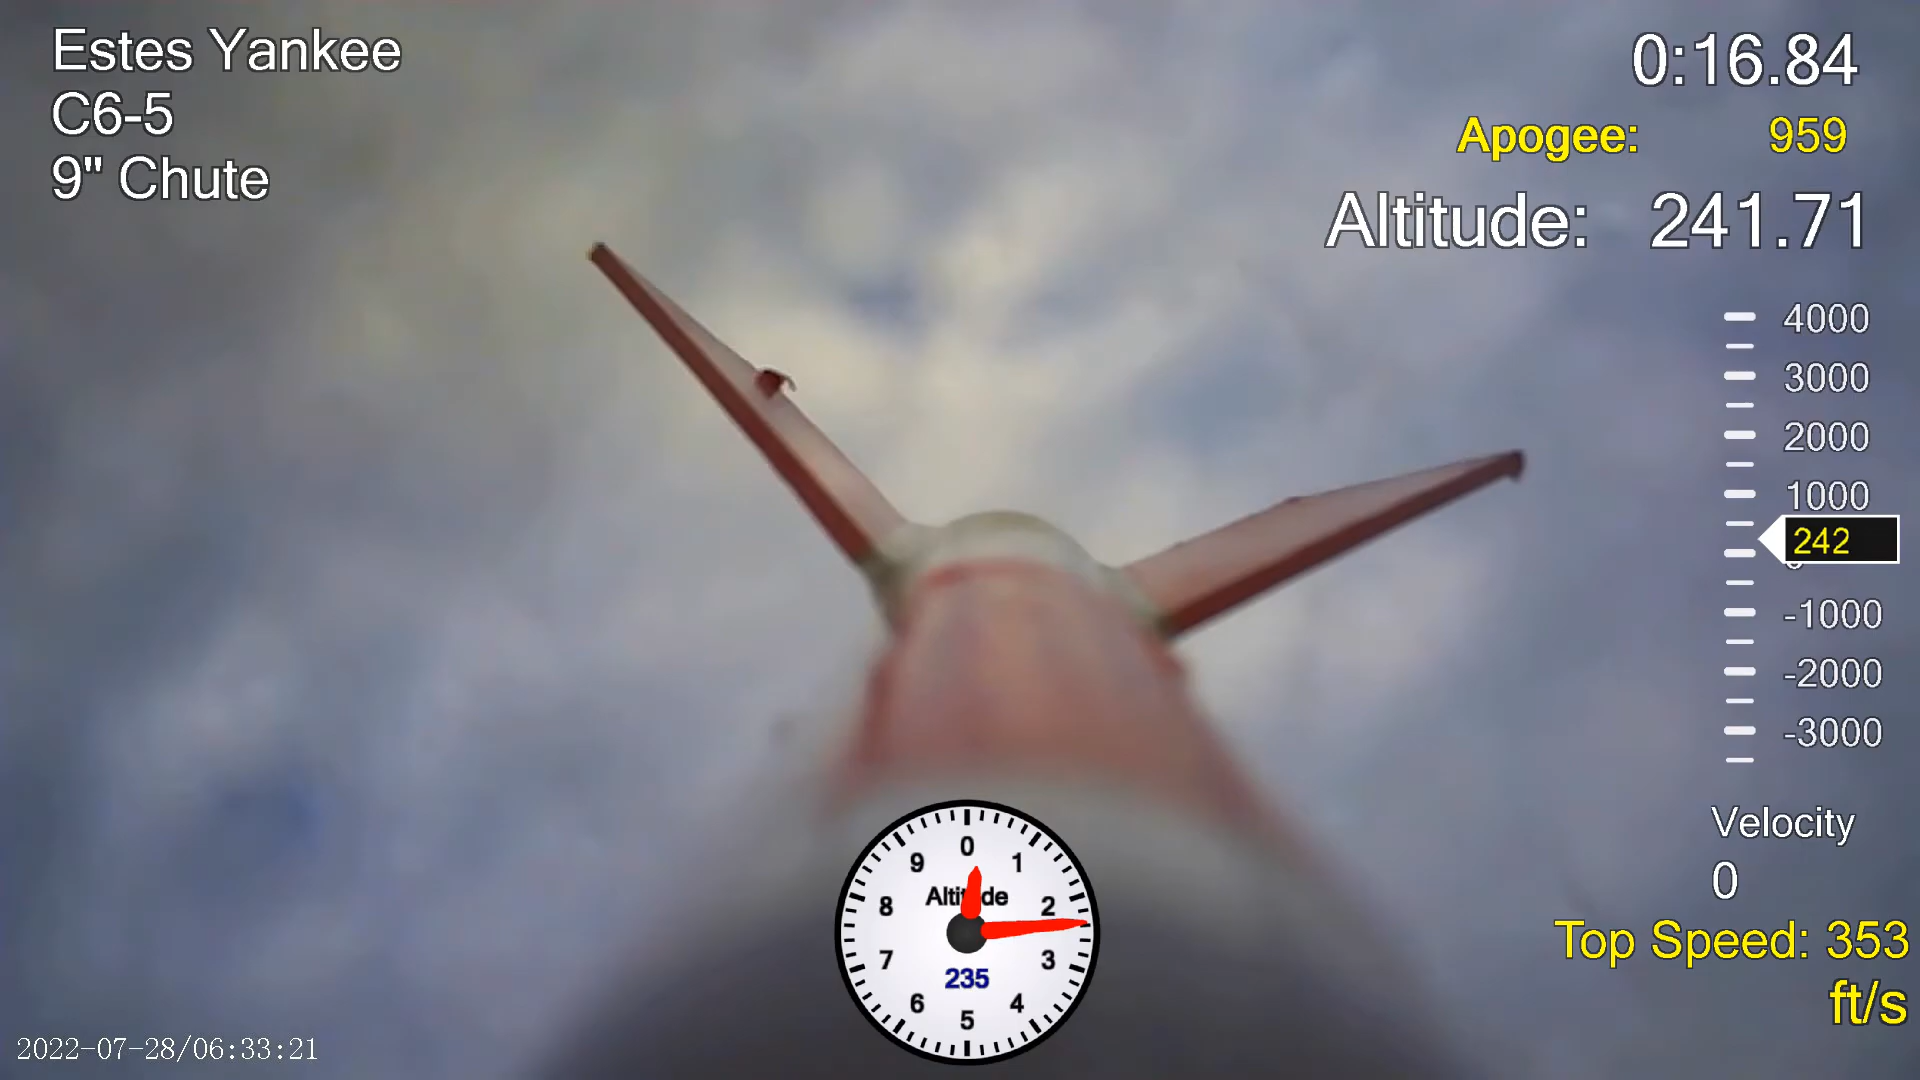 Estes Yankee
C6-5
9" Chute
0:16.84
Apogee: 959
Altitude: 241.71
4000
3000
2000
1000
242
-1000
-2000
-3000
Velocity
0
Top Speed: 353
ft/s
0
1
2
3
4
5
6
7
8
9
Altitude
235
2022-07-28/06:33:21